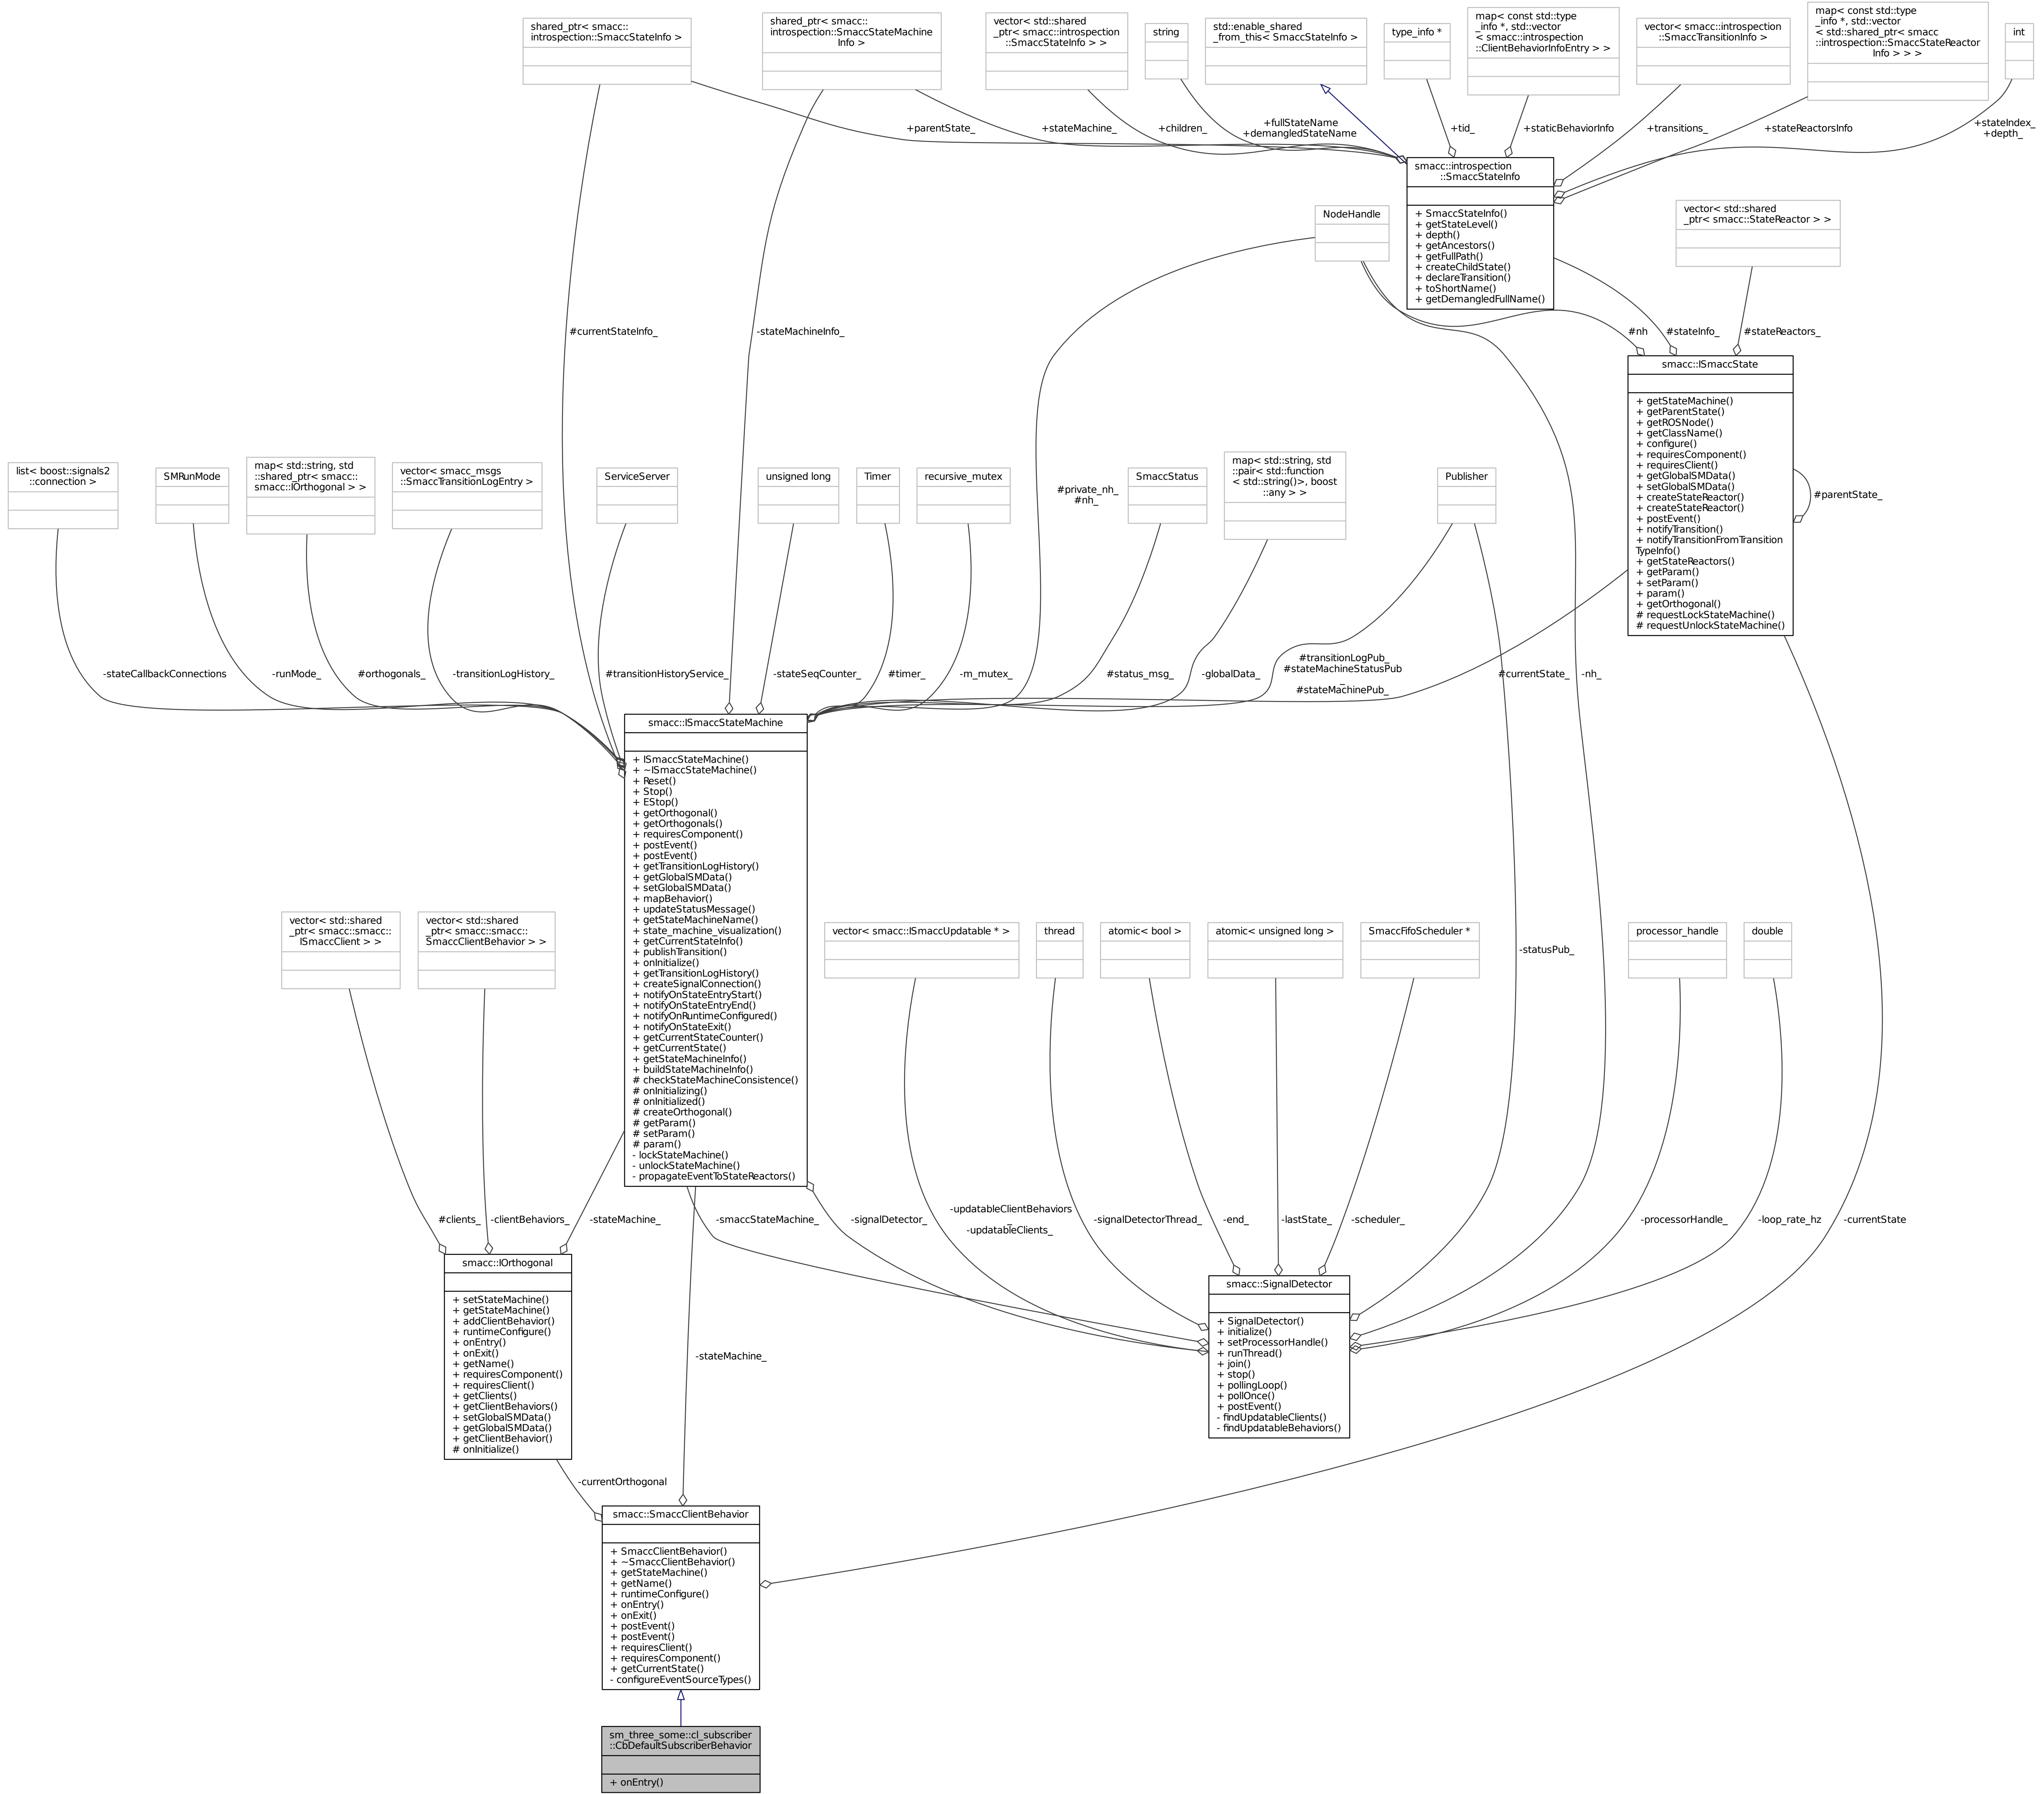 shared_ptr< smacc::
introspection::SmaccStateInfo >
shared_ptr< smacc::
introspection::SmaccStateMachine
Info >
vector< std::shared
_ptr< smacc::introspection
::SmaccStateInfo > >
string
std::enable_shared
_from_this< SmaccStateInfo >
type_info *
map< const std::type
_info *, std::vector
< smacc::introspection
::ClientBehaviorInfoEntry > >
vector< smacc::introspection
::SmaccTransitionInfo >
map< const std::type
_info *, std::vector
< std::shared_ptr< smacc
::introspection::SmaccStateReactor
Info > > >
int
+parentState_
+stateMachine_
+children_
+fullStateName
+demangledStateName
+tid_
+staticBehaviorInfo
+transitions_
+stateReactorsInfo
+stateIndex_
+depth_
smacc::introspection
::SmaccStateInfo
+ SmaccStateInfo()
+ getStateLevel()
+ depth()
+ getAncestors()
+ getFullPath()
+ createChildState()
+ declareTransition()
+ toShortName()
+ getDemangledFullName()
NodeHandle
vector< std::shared
_ptr< smacc::StateReactor > >
#currentStateInfo_
-stateMachineInfo_
#nh
#stateInfo_
#stateReactors_
smacc::ISmaccState
+ getStateMachine()
+ getParentState()
+ getROSNode()
+ getClassName()
+ configure()
+ requiresComponent()
+ requiresClient()
+ getGlobalSMData()
+ setGlobalSMData()
+ createStateReactor()
+ createStateReactor()
+ postEvent()
+ notifyTransition()
+ notifyTransitionFromTransition
TypeInfo()
+ getStateReactors()
+ getParam()
+ setParam()
+ param()
+ getOrthogonal()
# requestLockStateMachine()
# requestUnlockStateMachine()
#parentState_
list< boost::signals2
::connection >
SMRunMode
map< std::string, std
::shared_ptr< smacc::
smacc::IOrthogonal > >
vector< smacc_msgs
::SmaccTransitionLogEntry >
ServiceServer
unsigned long
Timer
recursive_mutex
#private_nh_
#nh_
SmaccStatus
map< std::string, std
::pair< std::function
< std::string()>, boost
::any > >
Publisher
-stateCallbackConnections
-runMode_
#orthogonals_
-transitionLogHistory_
#transitionHistoryService_
-stateSeqCounter_
#timer_
-m_mutex_
#status_msg_
-globalData_
#transitionLogPub_
#stateMachineStatusPub
_
#stateMachinePub_
#currentState_
-nh_
smacc::ISmaccStateMachine
+ ISmaccStateMachine()
+ ~ISmaccStateMachine()
+ Reset()
+ Stop()
+ EStop()
+ getOrthogonal()
+ getOrthogonals()
+ requiresComponent()
+ postEvent()
+ postEvent()
+ getTransitionLogHistory()
+ getGlobalSMData()
+ setGlobalSMData()
+ mapBehavior()
+ updateStatusMessage()
+ getStateMachineName()
+ state_machine_visualization()
+ getCurrentStateInfo()
+ publishTransition()
+ onInitialize()
+ getTransitionLogHistory()
+ createSignalConnection()
+ notifyOnStateEntryStart()
+ notifyOnStateEntryEnd()
+ notifyOnRuntimeConfigured()
+ notifyOnStateExit()
+ getCurrentStateCounter()
+ getCurrentState()
+ getStateMachineInfo()
+ buildStateMachineInfo()
# checkStateMachineConsistence()
# onInitializing()
# onInitialized()
# createOrthogonal()
# getParam()
# setParam()
# param()
- lockStateMachine()
- unlockStateMachine()
- propagateEventToStateReactors()
vector< std::shared
_ptr< smacc::smacc::
ISmaccClient > >
vector< std::shared
_ptr< smacc::smacc::
SmaccClientBehavior > >
vector< smacc::ISmaccUpdatable * >
thread
atomic< bool >
atomic< unsigned long >
SmaccFifoScheduler *
-statusPub_
processor_handle
double
#clients_
-clientBehaviors_
-stateMachine_
-smaccStateMachine_
-signalDetector_
-updatableClientBehaviors
_
-updatableClients_
-signalDetectorThread_
-end_
-lastState_
-scheduler_
-processorHandle_
-loop_rate_hz
-currentState
smacc::IOrthogonal
+ setStateMachine()
+ getStateMachine()
+ addClientBehavior()
+ runtimeConfigure()
+ onEntry()
+ onExit()
+ getName()
+ requiresComponent()
+ requiresClient()
+ getClients()
+ getClientBehaviors()
+ setGlobalSMData()
+ getGlobalSMData()
+ getClientBehavior()
# onInitialize()
smacc::SignalDetector
+ SignalDetector()
+ initialize()
+ setProcessorHandle()
+ runThread()
+ join()
+ stop()
+ pollingLoop()
+ pollOnce()
+ postEvent()
- findUpdatableClients()
- findUpdatableBehaviors()
-stateMachine_
-currentOrthogonal
smacc::SmaccClientBehavior
+ SmaccClientBehavior()
+ ~SmaccClientBehavior()
+ getStateMachine()
+ getName()
+ runtimeConfigure()
+ onEntry()
+ onExit()
+ postEvent()
+ postEvent()
+ requiresClient()
+ requiresComponent()
+ getCurrentState()
- configureEventSourceTypes()
sm_three_some::cl_subscriber
::CbDefaultSubscriberBehavior
+ onEntry()